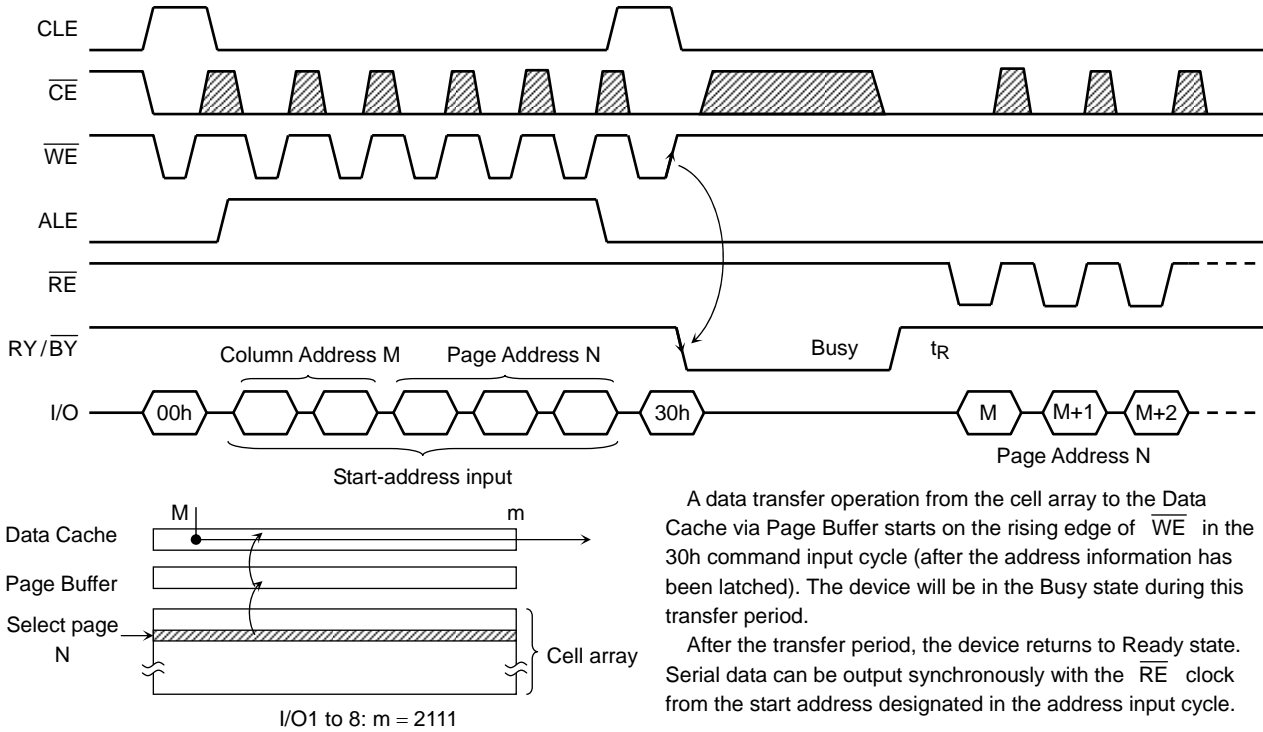 CLE
CE
WE
ALE
RE
RY / BY
Column Address M Page Address N
Busy tR
I/O 00h 30h M M+1 M+2
Start-address input
Page Address N
M m
Data Cache
Page Buffer
Select page
N
Cell array
I/O1 to 8: m = 2111
A data transfer operation from the cell array to the Data
Cache via Page Buffer starts on the rising edge of WE in the
30h command input cycle (after the address information has
been latched). The device will be in the Busy state during this
transfer period.
After the transfer period, the device returns to Ready state.
Serial data can be output synchronously with the RE clock
from the start address designated in the address input cycle.